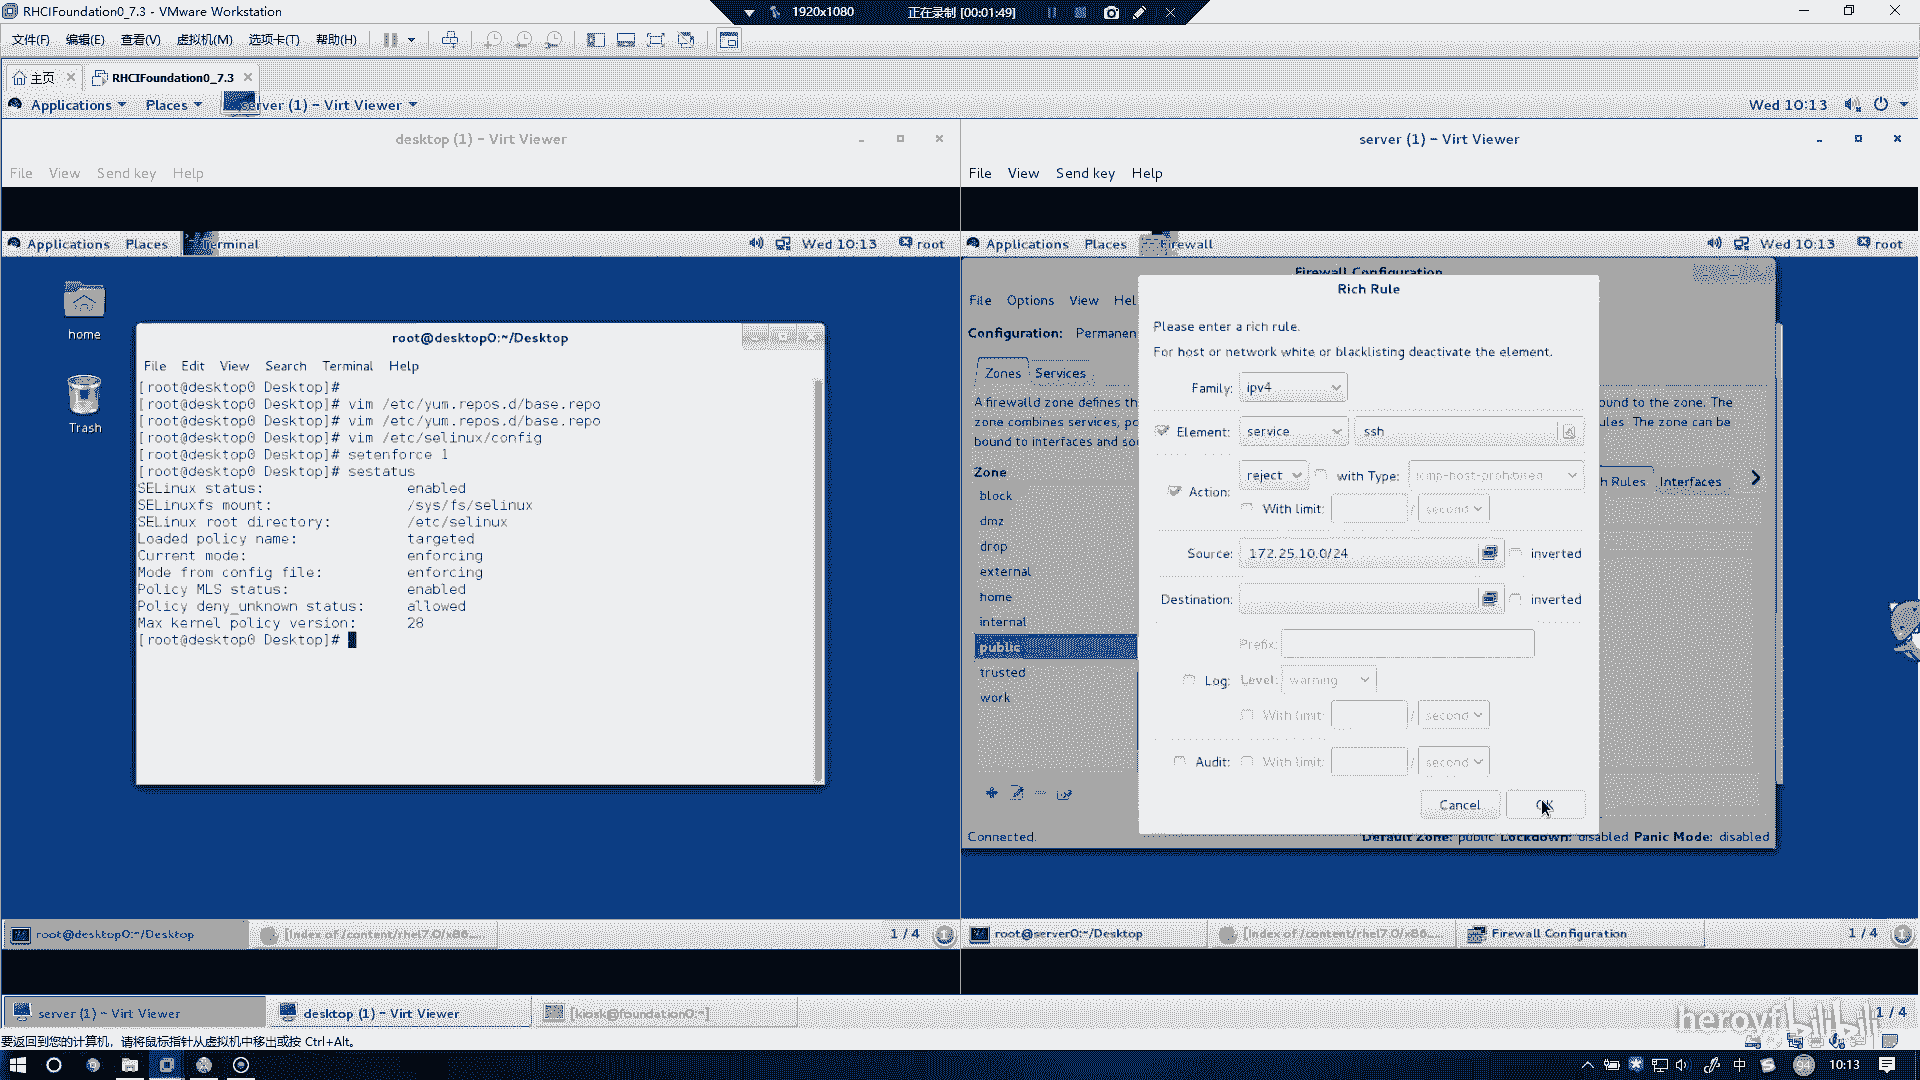 RHCIFoundation0_7.3 - VMware Workstation
1920x1080
正在录制 [00:01:49]
文件(F) 编辑(E) 查看(V) 虚拟机(M) 选项卡(T) 帮助(H)
主页
RHCIFoundation0_7.3
Applications Places server (1) - Virt Viewer
Wed 10:13
desktop (1) - Virt Viewer
File View Send key Help
Applications Places Terminal
Wed 10:13 root
home
Trash
root@desktop0:~/Desktop
File Edit View Search Terminal Help
[root@desktop0 Desktop]#
[root@desktop0 Desktop]# vim /etc/yum.repos.d/base.repo
[root@desktop0 Desktop]# vim /etc/yum.repos.d/base.repo
[root@desktop0 Desktop]# vim /etc/selinux/config
[root@desktop0 Desktop]# setenforce 1
[root@desktop0 Desktop]# sestatus
SELinux status: enabled
SELinuxfs mount: /sys/fs/selinux
SELinux root directory: /etc/selinux
Loaded policy name: targeted
Current mode: enforcing
Mode from config file: enforcing
Policy MLS status: enabled
Policy deny_unknown status: allowed
Max kernel policy version: 28
[root@desktop0 Desktop]#
root@desktop0:~/Desktop
[Index of /content/rhel7.0/x86_...
1 / 4
server (1) - Virt Viewer
File View Send key Help
Applications Places Firewall
Wed 10:13 root
Firewall Configuration
File Options View Hel
Configuration: Permanen
Zones Services
A firewalld zone defines th
ound to the zone. The
zone combines services, po
ules. The zone can be
bound to interfaces and sou
Zone
block
dmz
drop
external
home
internal
public
trusted
work
h Rules Interfaces
Rich Rule
Please enter a rich rule.
For host or network white or blacklisting deactivate the element.
Family: ipv4
Element: service ssh
Action: reject with Type: icmp-host-prohibited
With limit: / second
Source: 172.25.10.0/24 inverted
Destination: inverted
Prefix:
Log: Level: warning
With limit: / second
Audit: With limit: / second
Cancel OK
Connected.
Default Zone: public Lockdown: disabled Panic Mode: disabled
root@server0:~/Desktop
[Index of /content/rhel7.0/x86_...
Firewall Configuration
1 / 4
server (1) - Virt Viewer
desktop (1) - Virt Viewer
[kiosk@foundation0:~]
1 / 4
bilibili
要返回到您的计算机，请将鼠标指针从虚拟机中移出或按 Ctrl+Alt。
中
94
10:13